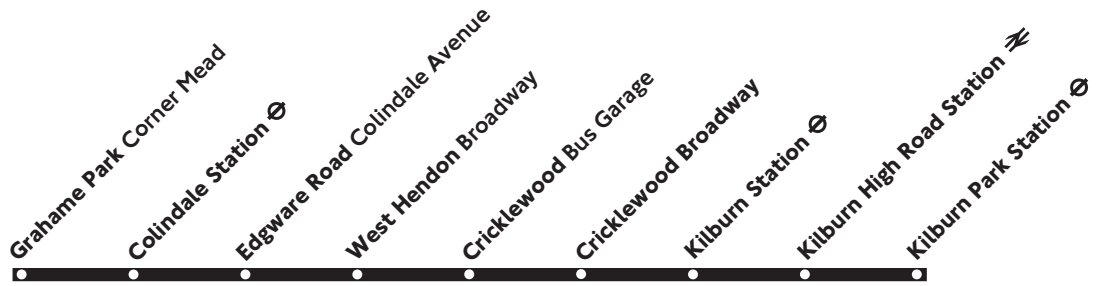 Grahame Park Corner Mead
Colindale Station
Edgware Road Colindale Avenue
West Hendon Broadway
Cricklewood Bus Garage
Cricklewood Broadway
Kilburn Station
Kilburn High Road Station
Kilburn Park Station